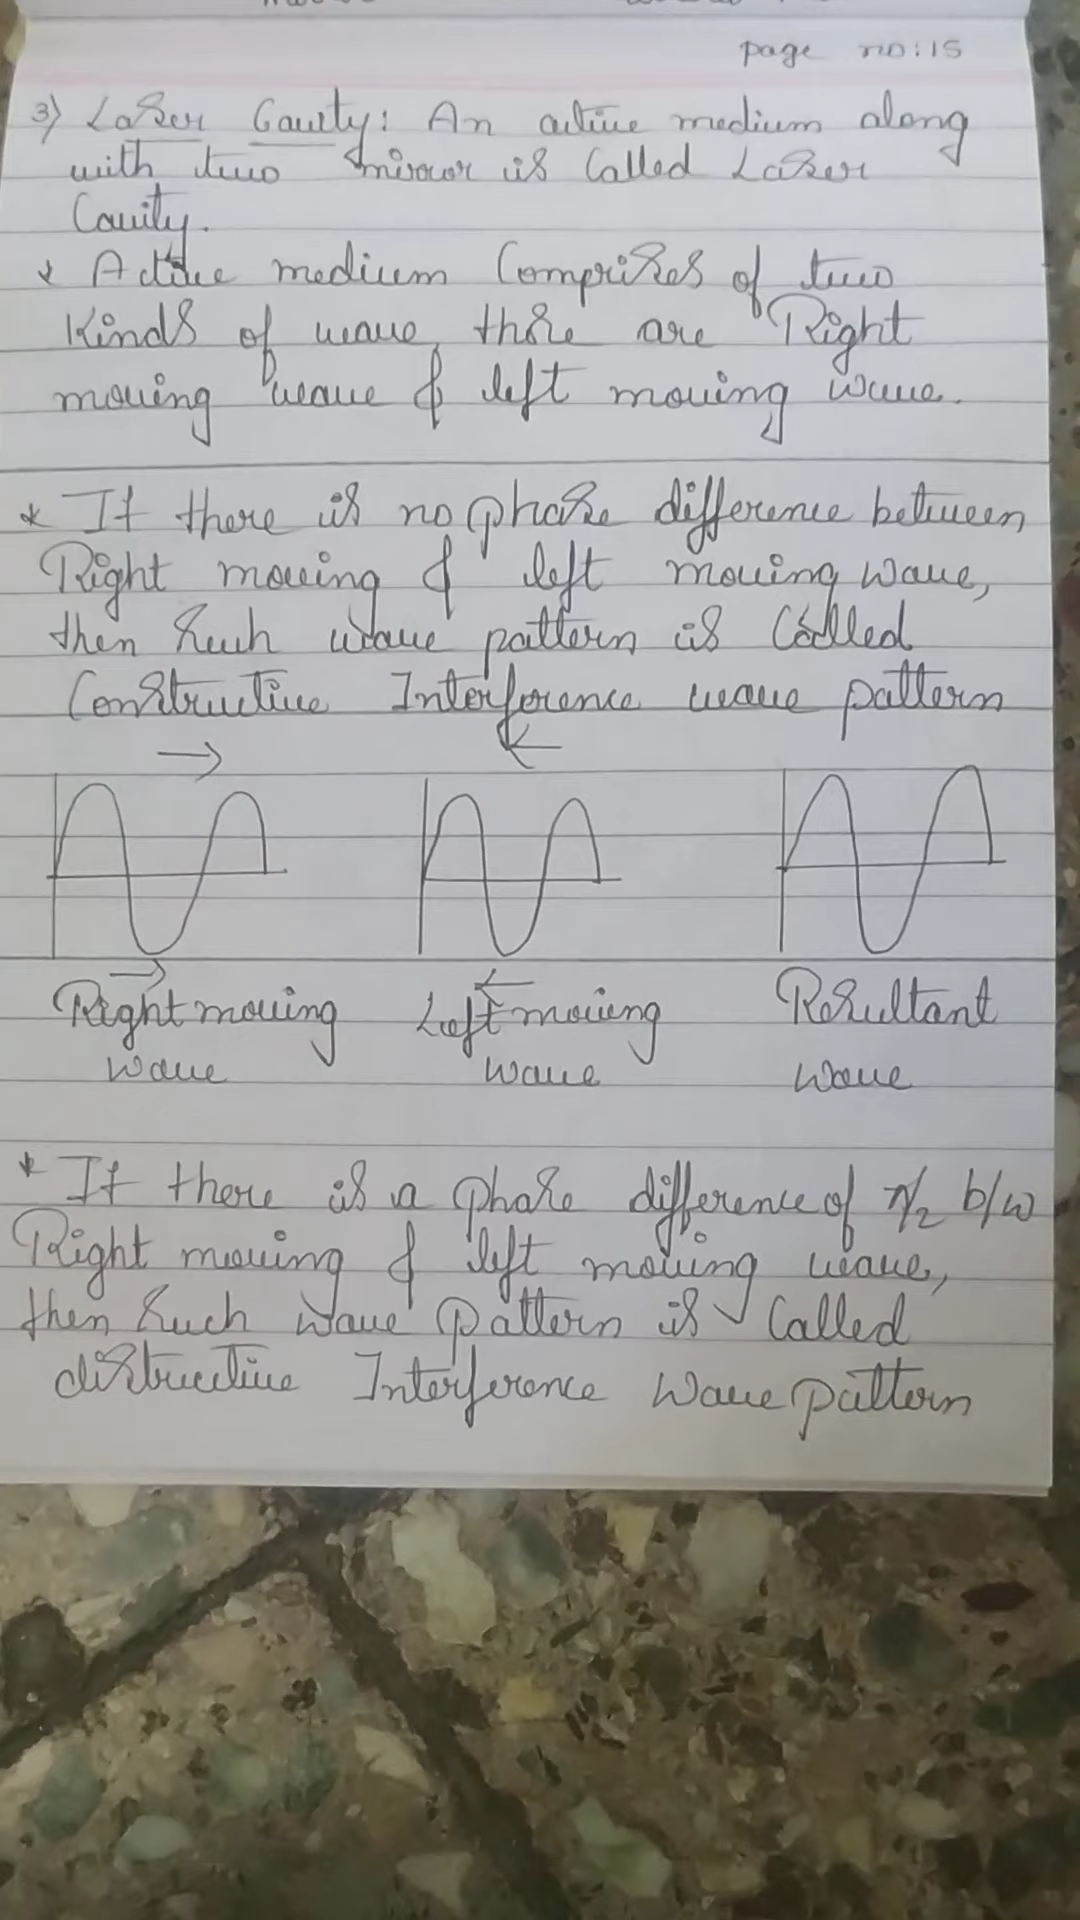 page no:15
3) Laser Cavity: An active medium along
with two mirror is Called Laser
Cavity.
* Active medium Comprises of two
Kinds of wave, those are Right
moving wave & left moving wave.
* If there is no phase difference between
Right moving & left moving wave,
then Such wave pattern is Called
Constructive Interference wave pattern
Right moving Left moving Resultant
wave wave wave
* If there is a phase difference of π/2 b/w
Right moving & left moving wave,
then Such wave pattern is Called
distructive Interference wave pattern